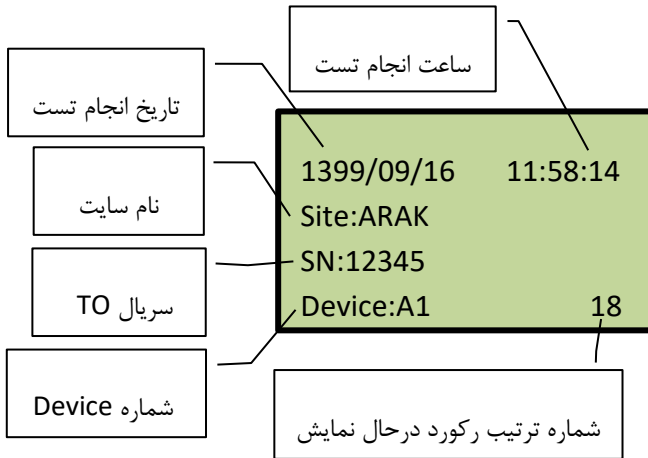 ساعت انجام تست
تاریخ انجام تست
1399/09/16 11:58:14
نام سایت
Site:ARAK
SN:12345
سریال TO
Device:A1 18
شماره Device
شماره ترتیب رکورد درحال نمایش